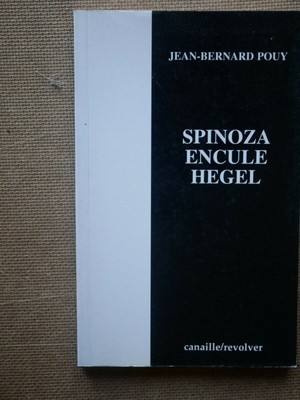 JEAN-BERNARD POUY
SPINOZA
ENCULE
HEGEL
canaille/revolver